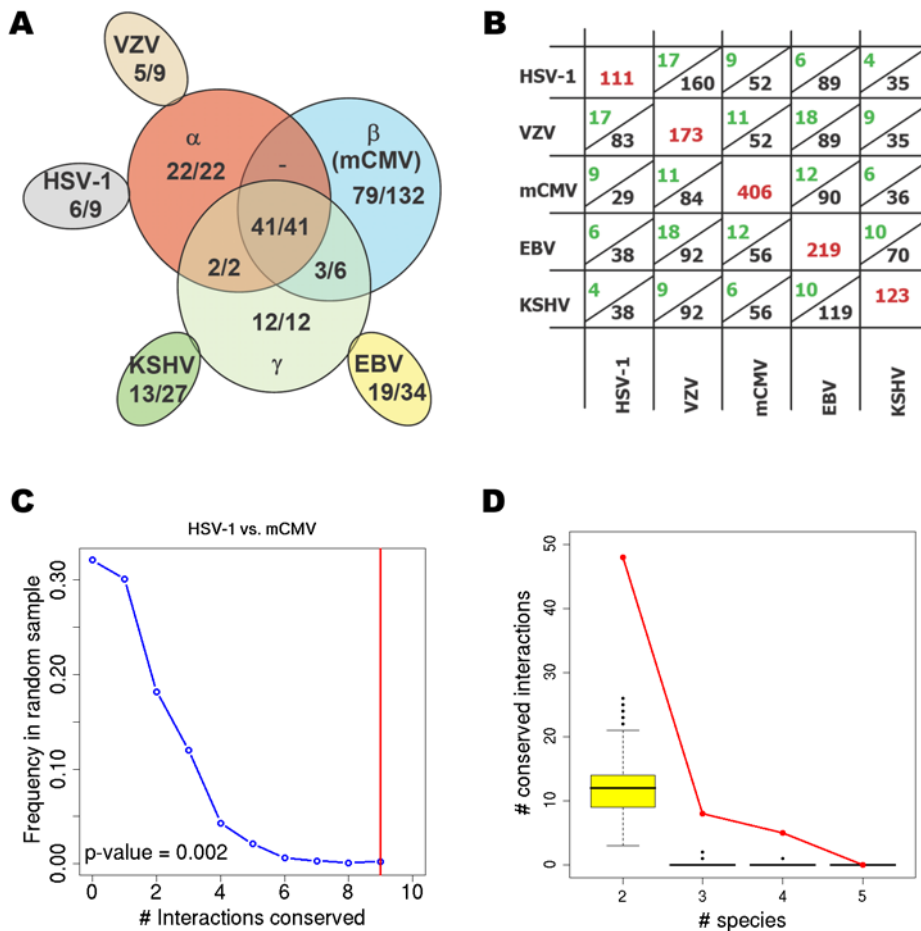 A
VZV
5/9
α
22/22
-
β
(mCMV)
79/132
HSV-1
6/9
41/41
2/2
3/6
12/12
γ
KSHV
13/27
EBV
19/34
B
HSV-1 111 17 160 9 52 6 89 4 35
VZV 17 83 173 11 52 18 89 9 35
mCMV 9 29 11 84 406 12 90 6 36
EBV 6 38 18 92 12 56 219 10 70
KSHV 4 38 9 92 6 56 10 119 123
HSV-1 VZV mCMV EBV KSHV
C
HSV-1 vs. mCMV
Frequency in random sample
0.30
0.20
0.10
0.00
p-value = 0.002
0 2 4 6 8 10
# Interactions conserved
D
# conserved interactions
50
40
30
20
10
0
2 3 4 5
# species